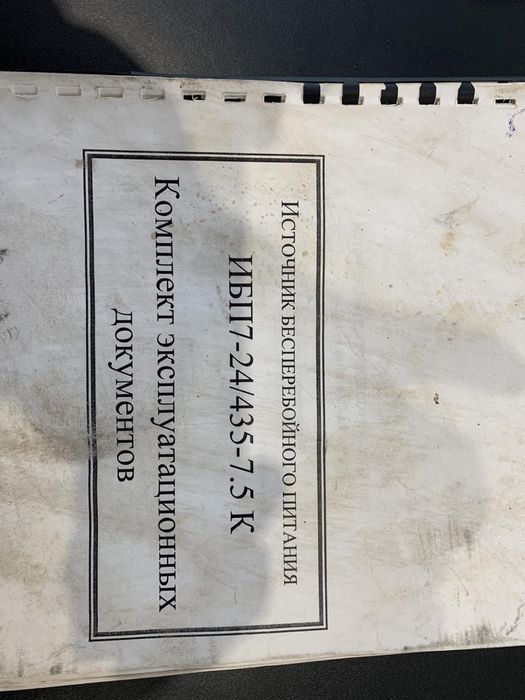 ИСТОЧНИК БЕСПЕРЕБОЙНОГО ПИТАНИЯ
ИБП7-24/435-7.5 К
Комплект эксплуатационных
документов